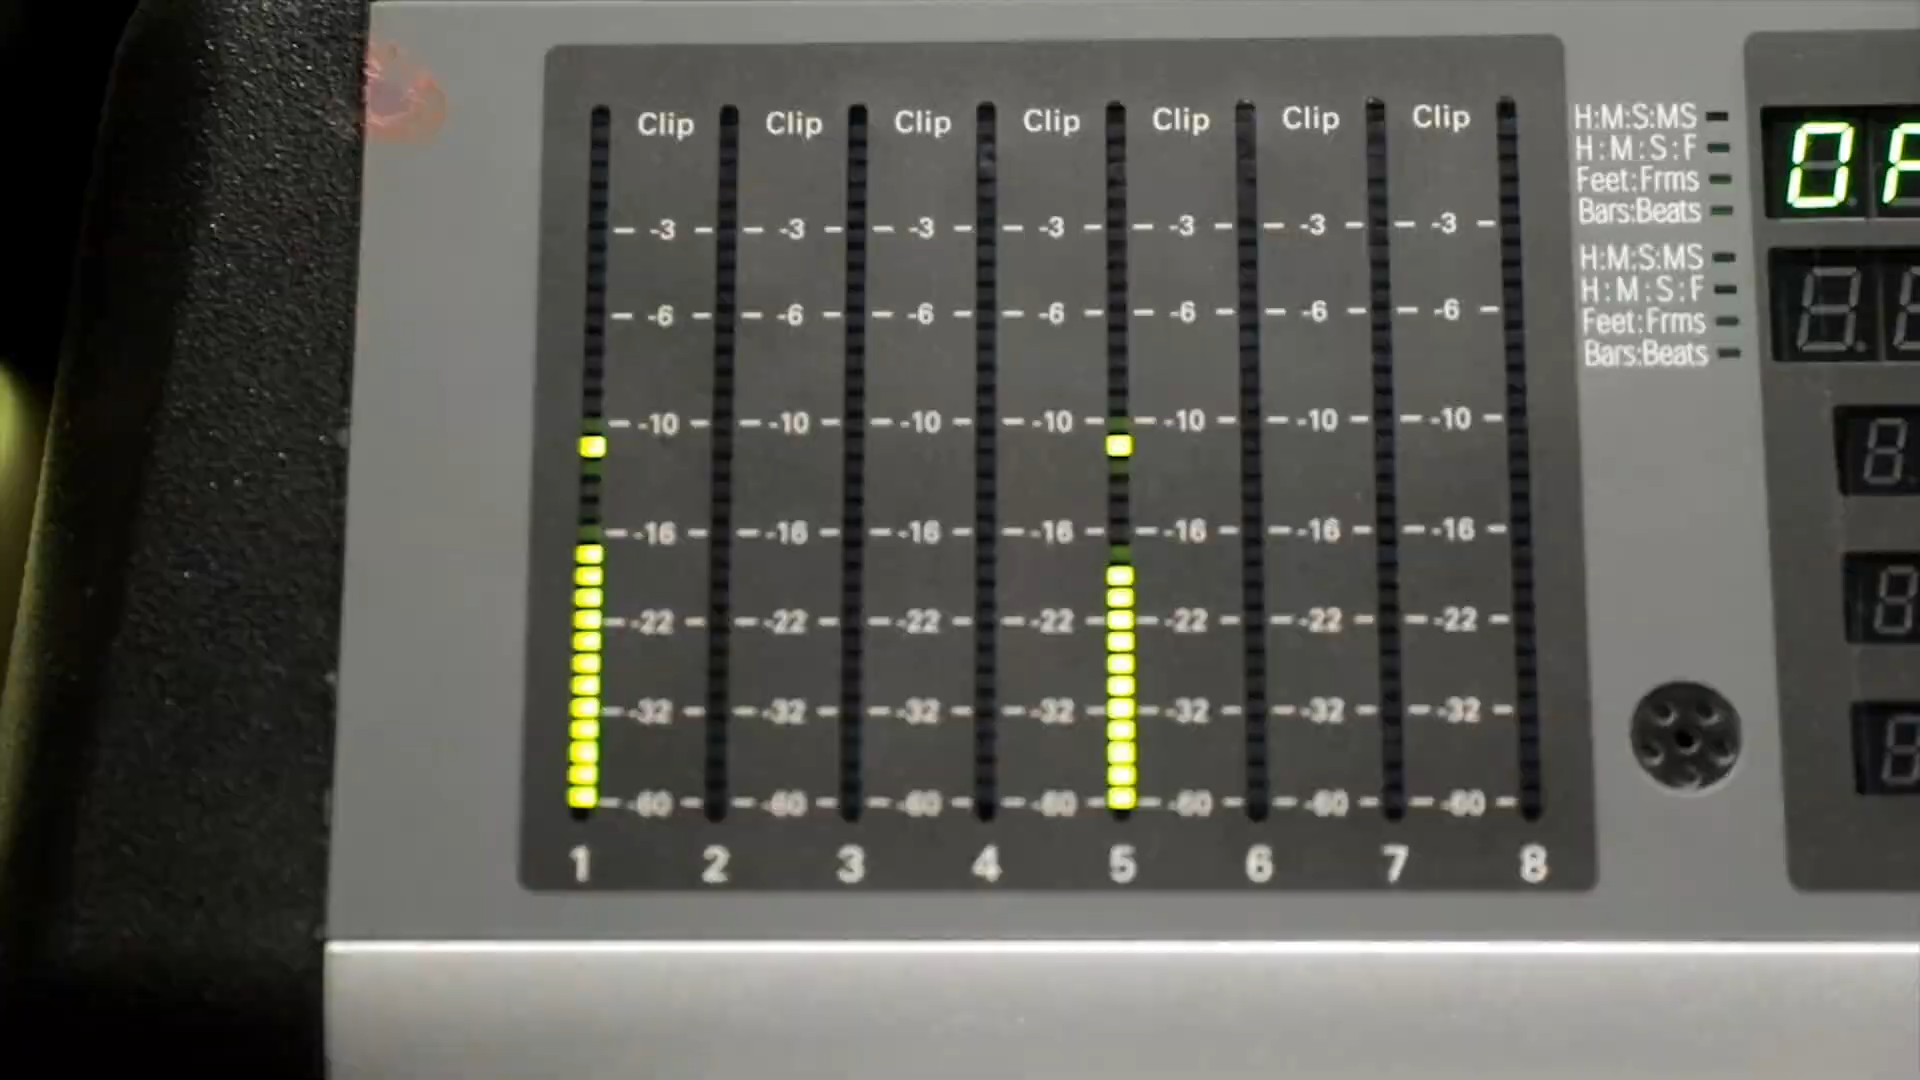 Clip Clip Clip Clip Clip Clip Clip
-3 -3 -3 -3 -3 -3 -3
-6 -6 -6 -6 -6 -6 -6
-10 -10 -10 -10 -10 -10 -10
-16 -16 -16 -16 -16 -16 -16
-22 -22 -22 -22 -22 -22 -22
-32 -32 -32 -32 -32 -32 -32
-60 -60 -60 -60 -60 -60 -60
1 2 3 4 5 6 7 8
H:M:S:MS
H:M:S:F
Feet:Frms
Bars:Beats
H:M:S:MS
H:M:S:F
Feet:Frms
Bars:Beats